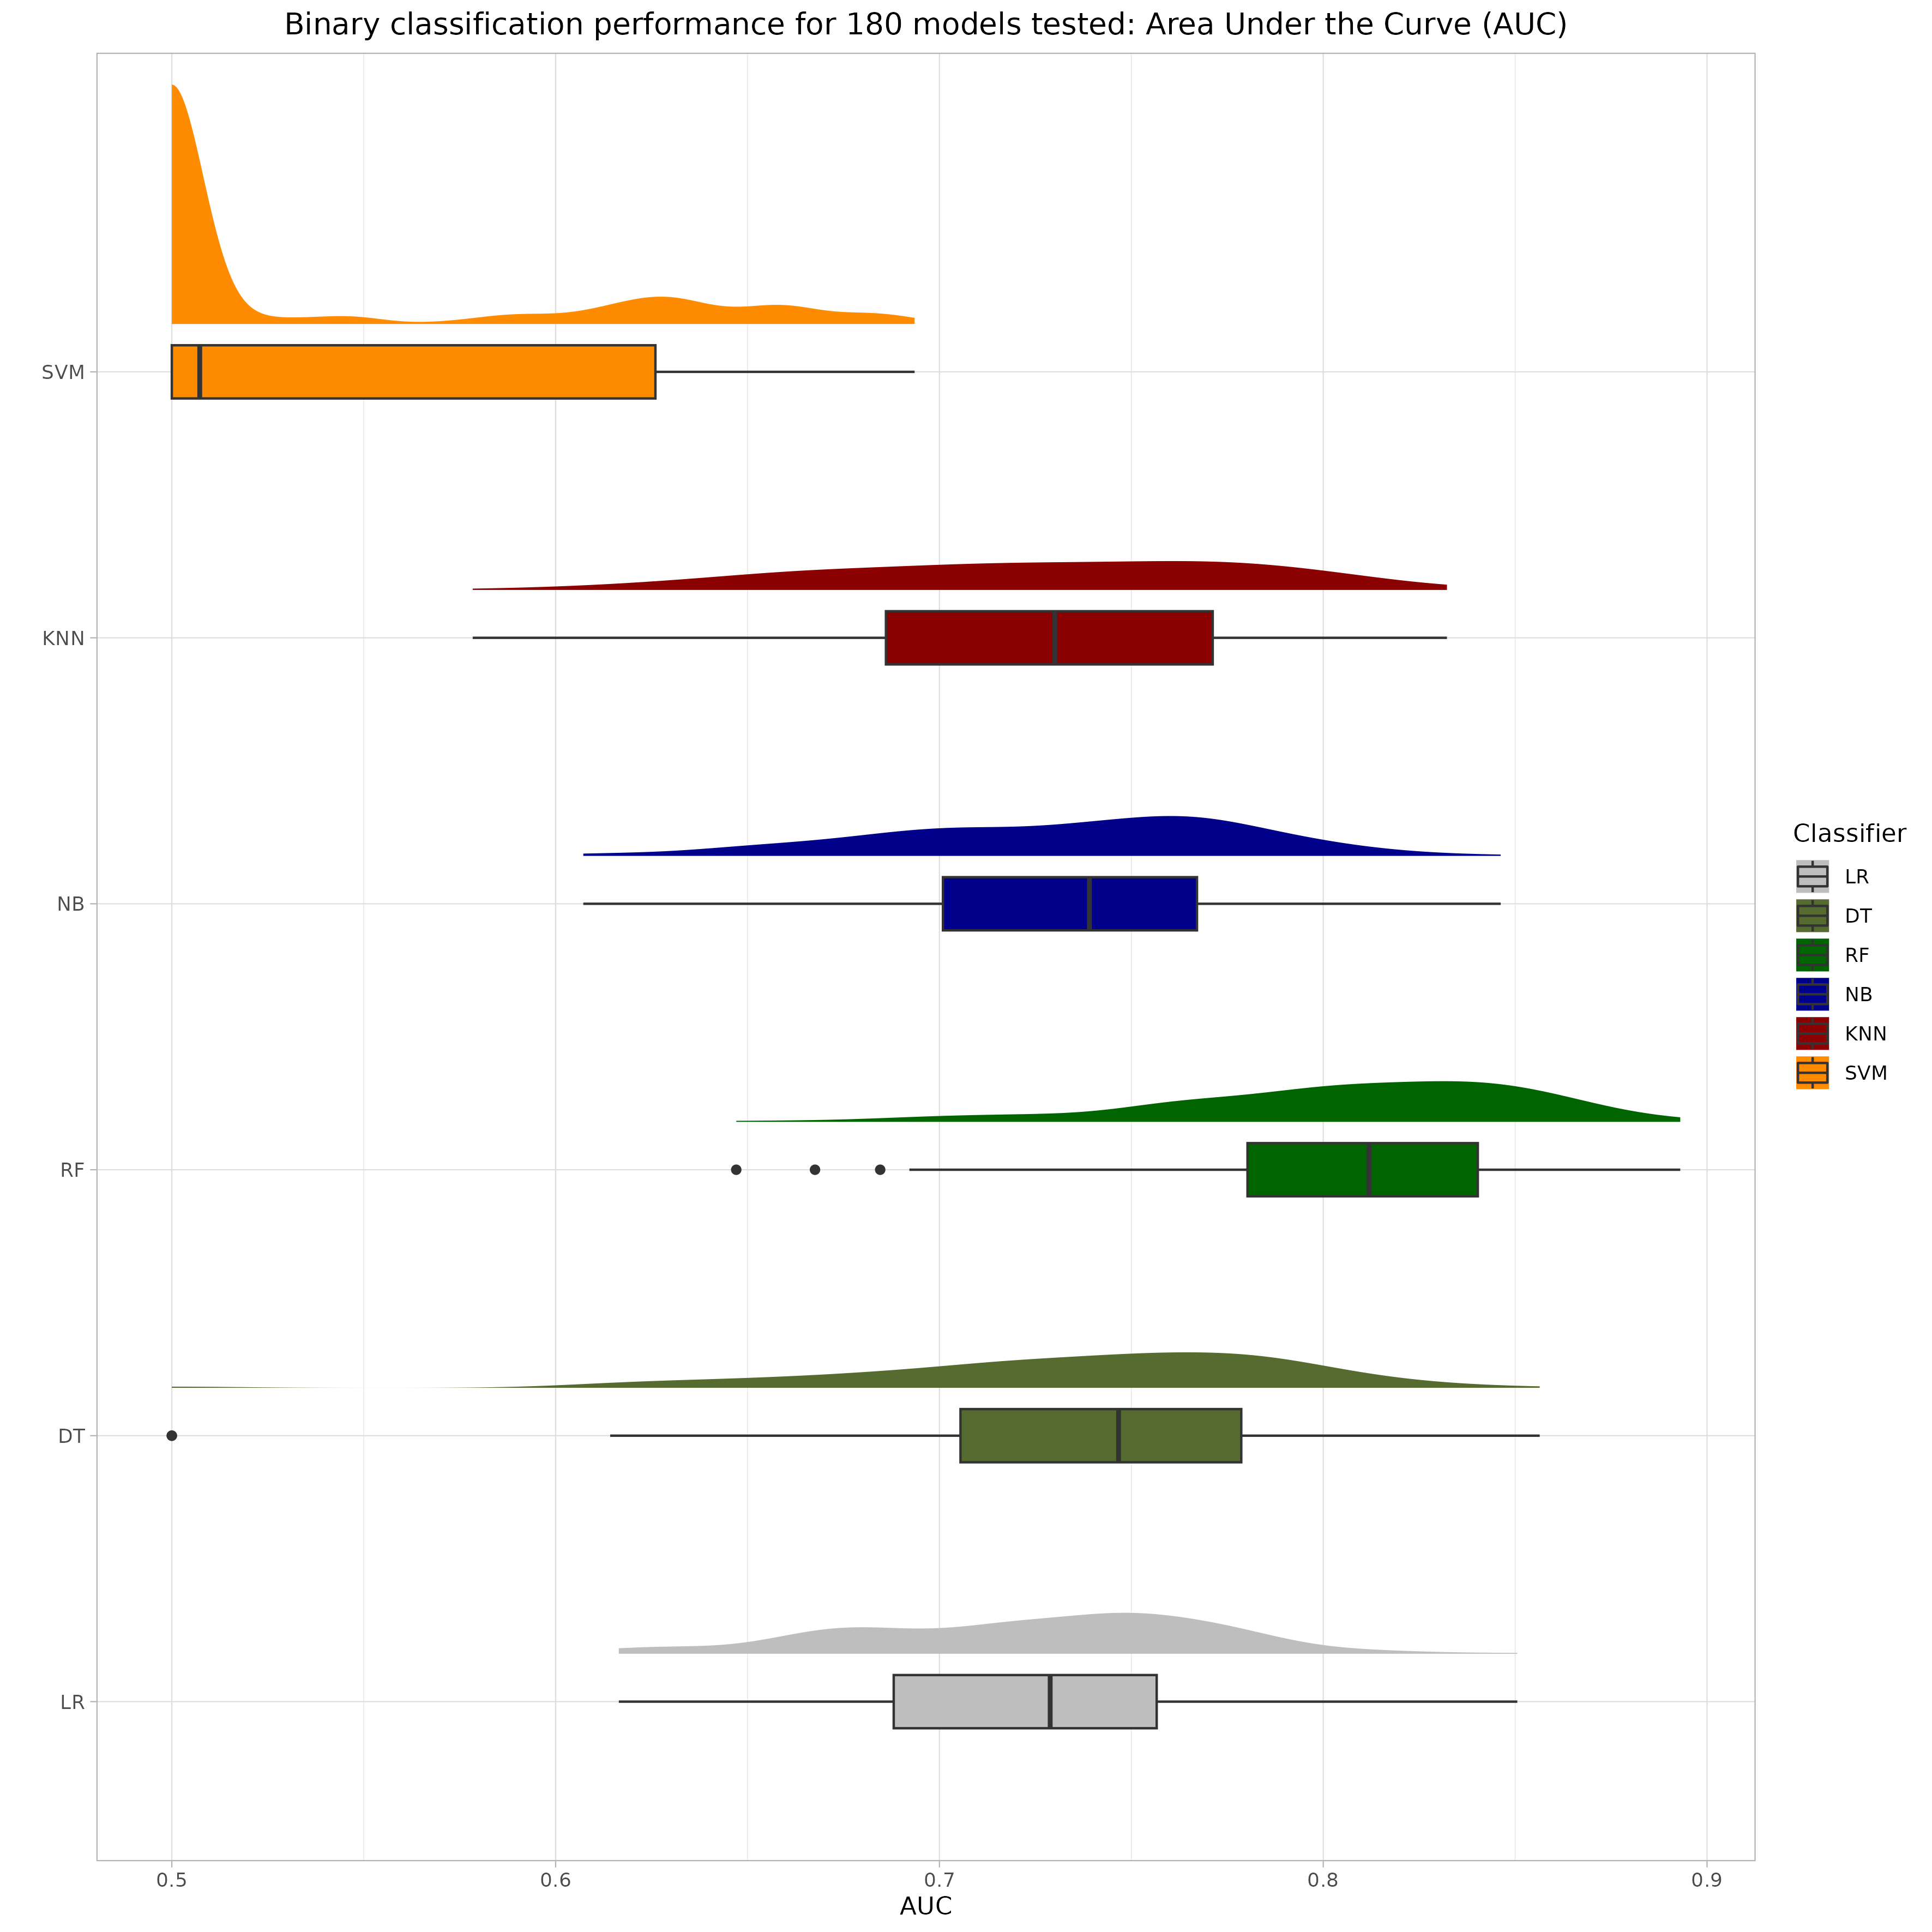 Binary classification performance for 180 models tested: Area Under the Curve (AUC)
SVM
KNN
NB
RF
DT
LR
0.5 0.6 0.7 0.8 0.9
AUC
Classifier
LR
DT
RF
NB
KNN
SVM